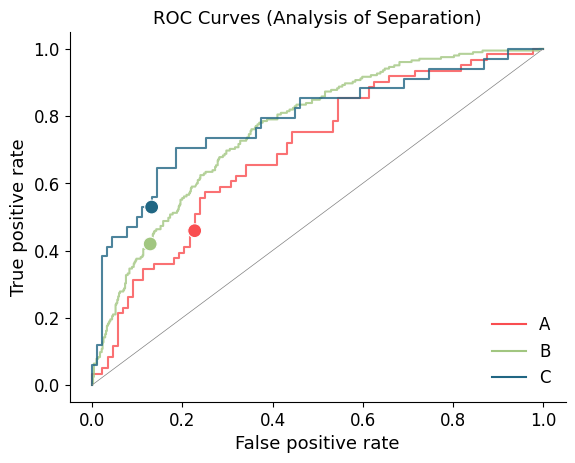 ROC Curves (Analysis of Separation)
True positive rate
1.0
0.8
0.6
0.4
0.2
0.0
A
B
C
0.0 0.2 0.4 0.6 0.8 1.0
False positive rate